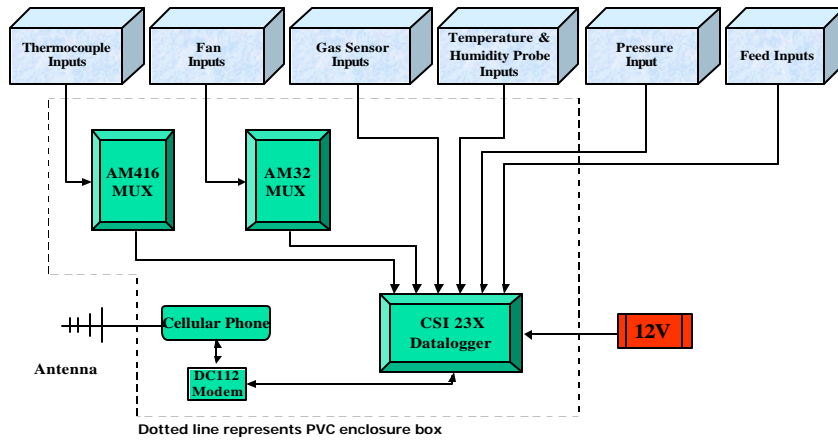 Thermocouple
Inputs
Fan
Inputs
Gas Sensor
Inputs
Temperature &
Humidity Probe
Inputs
Pressure
Input
Feed Inputs
AM416
MUX
AM32
MUX
Cellular Phone
CSI 23X
Datalogger
12V
Antenna
DC112
Modem
Dotted line represents PVC enclosure box